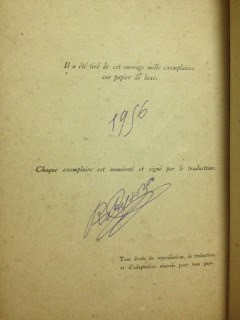 Il a été tiré de cet ouvrage mille exemplaires
sur papier de luxe.
1956
Chaque exemplaire est numéroté et signé par le traducteur.
Tous droits de reproduction, de traduction
et d'adaptation réservés pour tous pays.